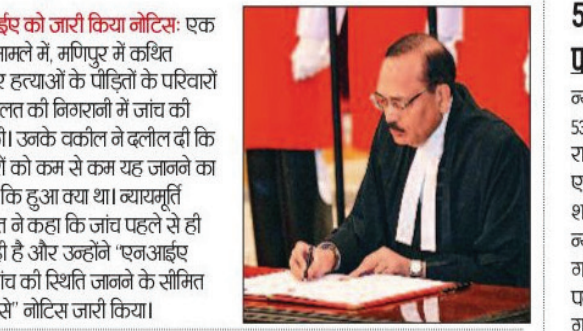 ईए को जारी किया नोटिसः एक
मामले में, मणिपुर में कथित
र हत्याओं के पीड़ितों के परिवारों
लत की निगरानी में जांच की
उनके वकील ने दलील दी कि
को कम से कम यह जानने का
कि हुआ क्या था। न्यायमूर्ति
त ने कहा कि जांच पहले से ही
है और उन्होंने “एनआईए
की स्थिति जानने के सीमित
से” नोटिस जारी किया।
5
53